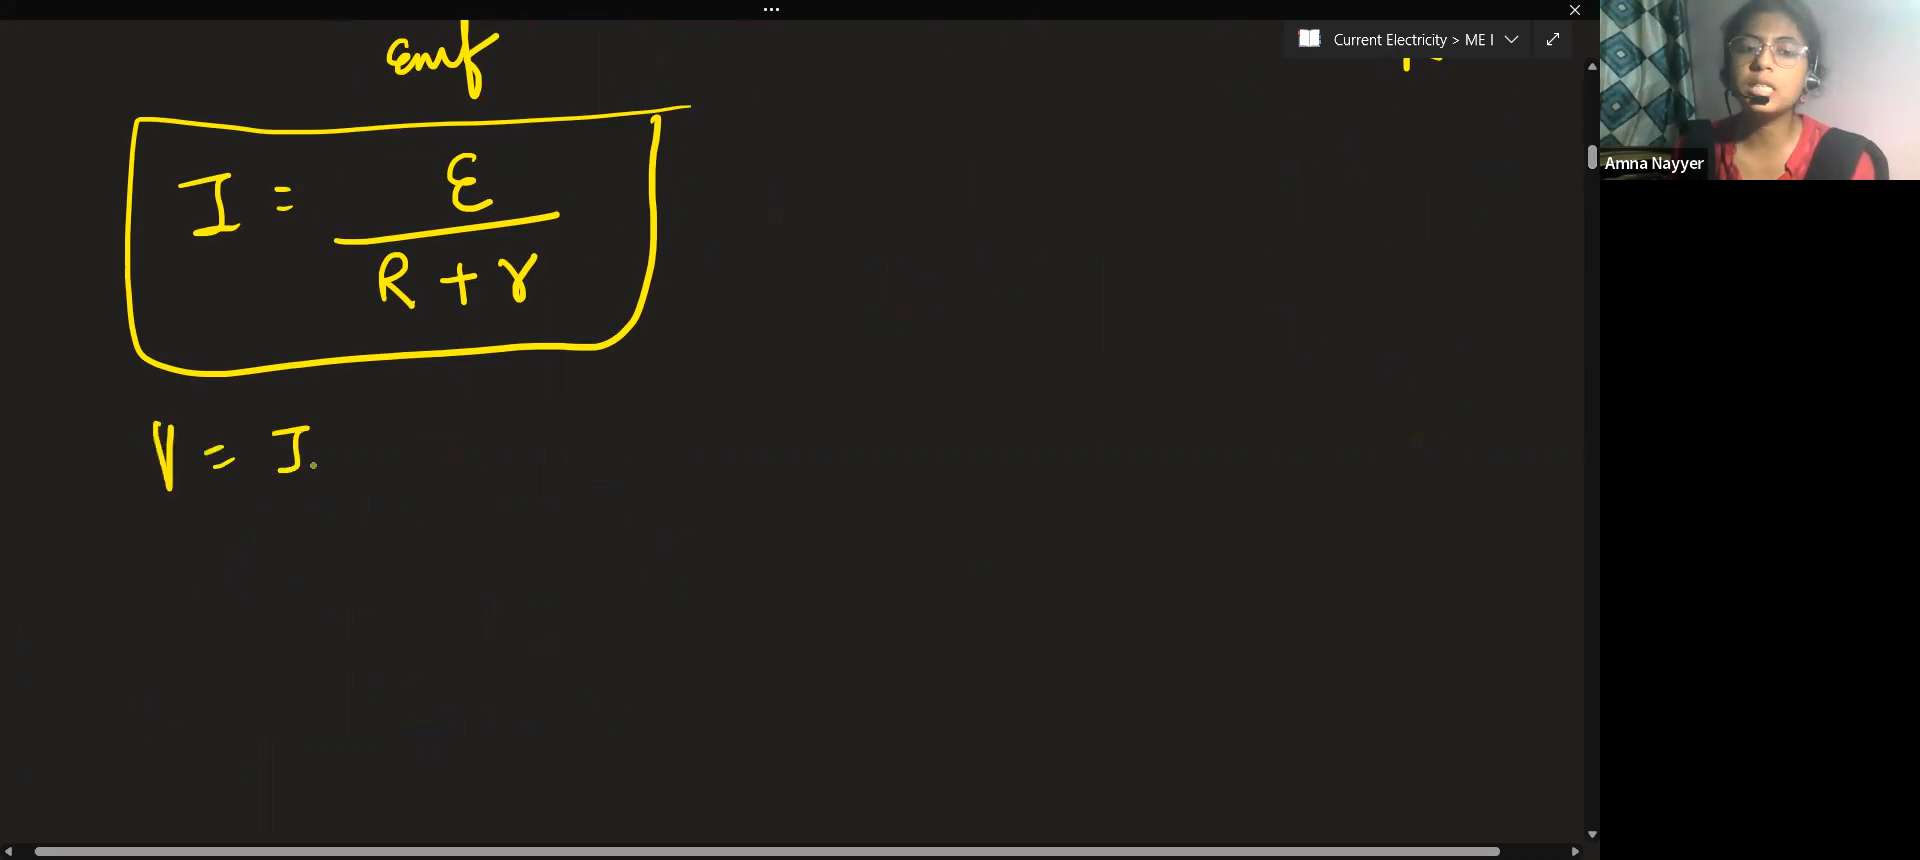 Current Electricity > ME I
emf
I = ε
R + r
V = I
Amna Nayyer